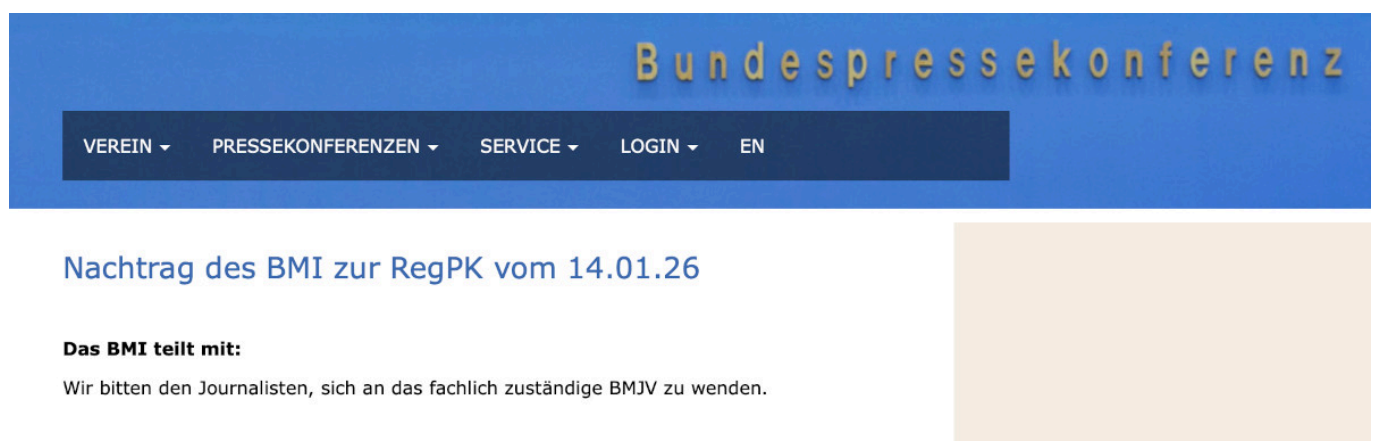 Bundespressekonferenz
VEREIN PRESSEKONFERENZEN SERVICE LOGIN EN
Nachtrag des BMI zur RegPK vom 14.01.26
Das BMI teilt mit:
Wir bitten den Journalisten, sich an das fachlich zuständige BMJV zu wenden.